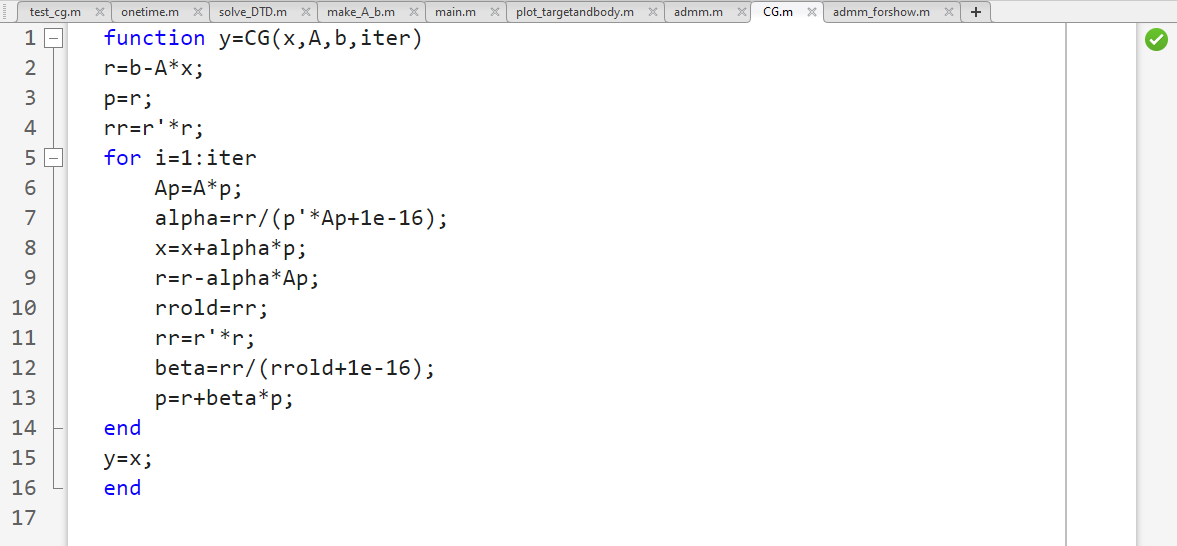 test_cg.m onetime.m solve_DTD.m make_A_b.m main.m plot_targetandbody.m admm.m CG.m admm_forshow.m +
1 function y=CG(x,A,b,iter)
2 r=b-A*x;
3 p=r;
4 rr=r'*r;
5 for i=1:iter
6 Ap=A*p;
7 alpha=rr/(p'*Ap+1e-16);
8 x=x+alpha*p;
9 r=r-alpha*Ap;
10 rrold=rr;
11 rr=r'*r;
12 beta=rr/(rrold+1e-16);
13 p=r+beta*p;
14 end
15 y=x;
16 end
17